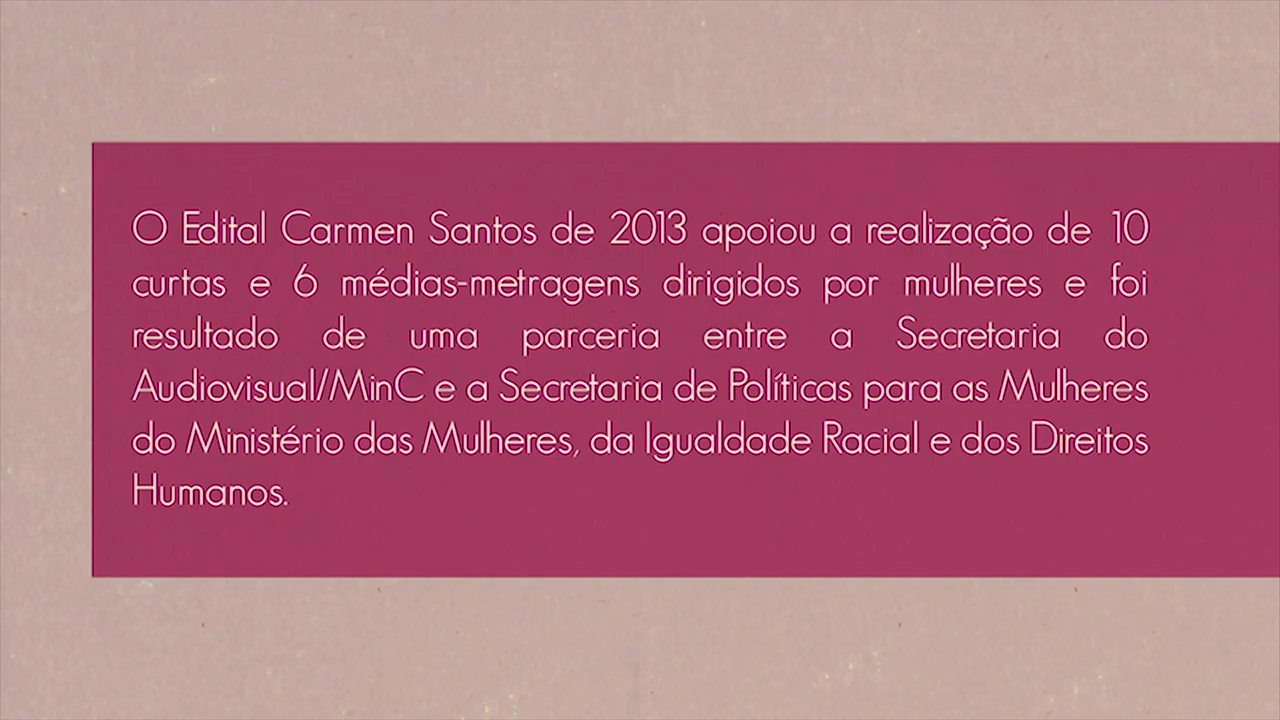 O Edital Carmen Santos de 2013 apoiou a realização de 10
curtas e 6 médias-metragens dirigidos por mulheres e foi
resultado de uma parceria entre a Secretaria do
Audiovisual/MinC e a Secretaria de Políticas para as Mulheres
do Ministério das Mulheres, da Igualdade Racial e dos Direitos
Humanos.